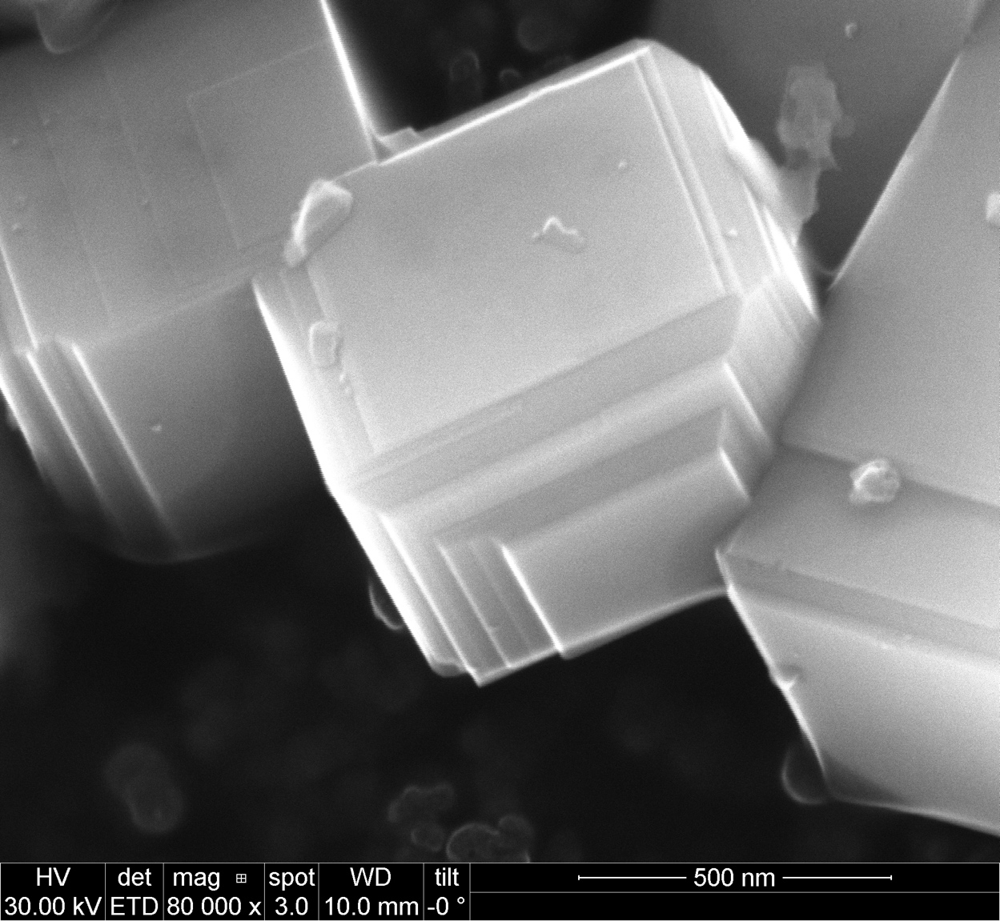 HV det mag ⊞ spot WD tilt
30.00 kV ETD 80 000 x 3.0 10.0 mm -0 °
500 nm